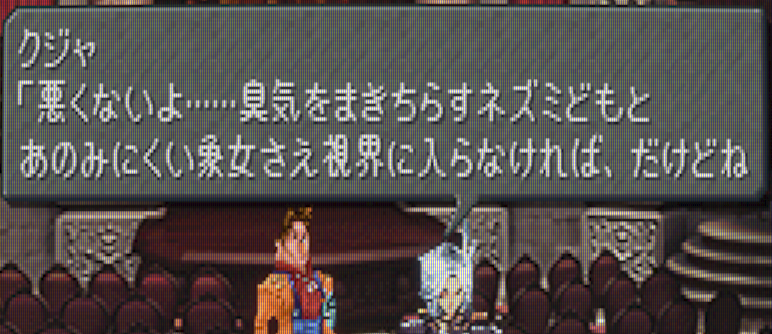 クジャ
「悪くないよ……臭気をまきちらすネズミどもと
あのみにくい象女さえ視界に入らなければ、だけどね